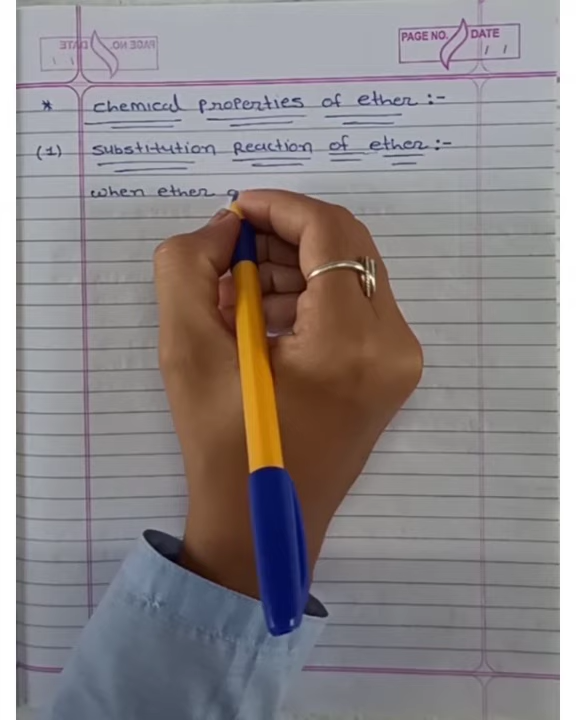 PAGE NO. DATE
/ /
* Chemical Properties of ether :-
(1) Substitution Reaction of ether :-
when ether